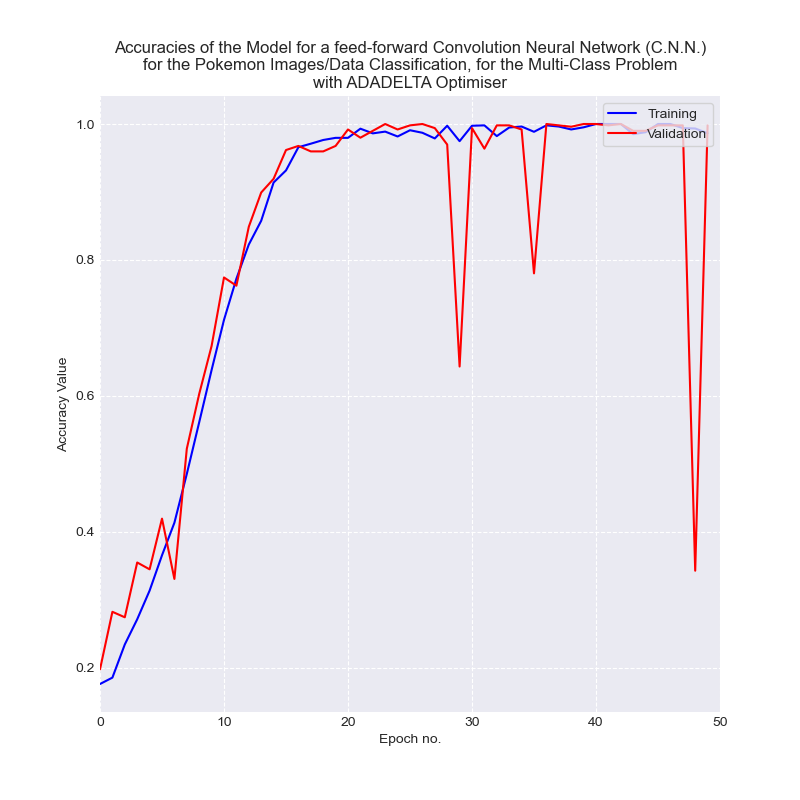 Accuracies of the Model for a feed-forward Convolution Neural Network (C.N.N.)
for the Pokemon Images/Data Classification, for the Multi-Class Problem
with ADADELTA Optimiser
Training
Validation
1.0
0.8
0.6
0.4
0.2
Accuracy Value
0 10 20 30 40 50
Epoch no.